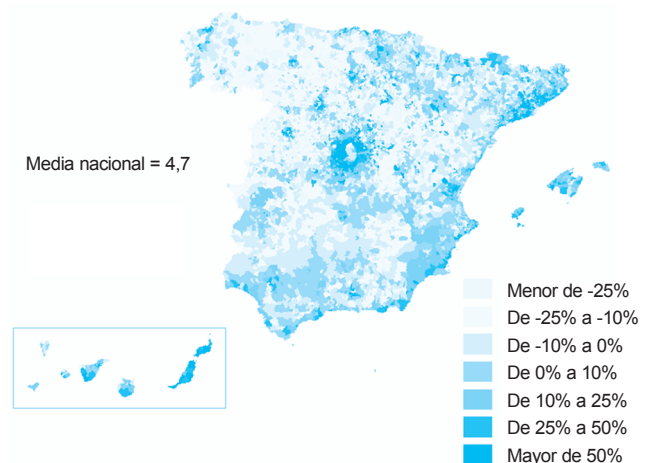 Media nacional = 4,7
Menor de -25%
De -25% a -10%
De -10% a 0%
De 0% a 10%
De 10% a 25%
De 25% a 50%
Mayor de 50%